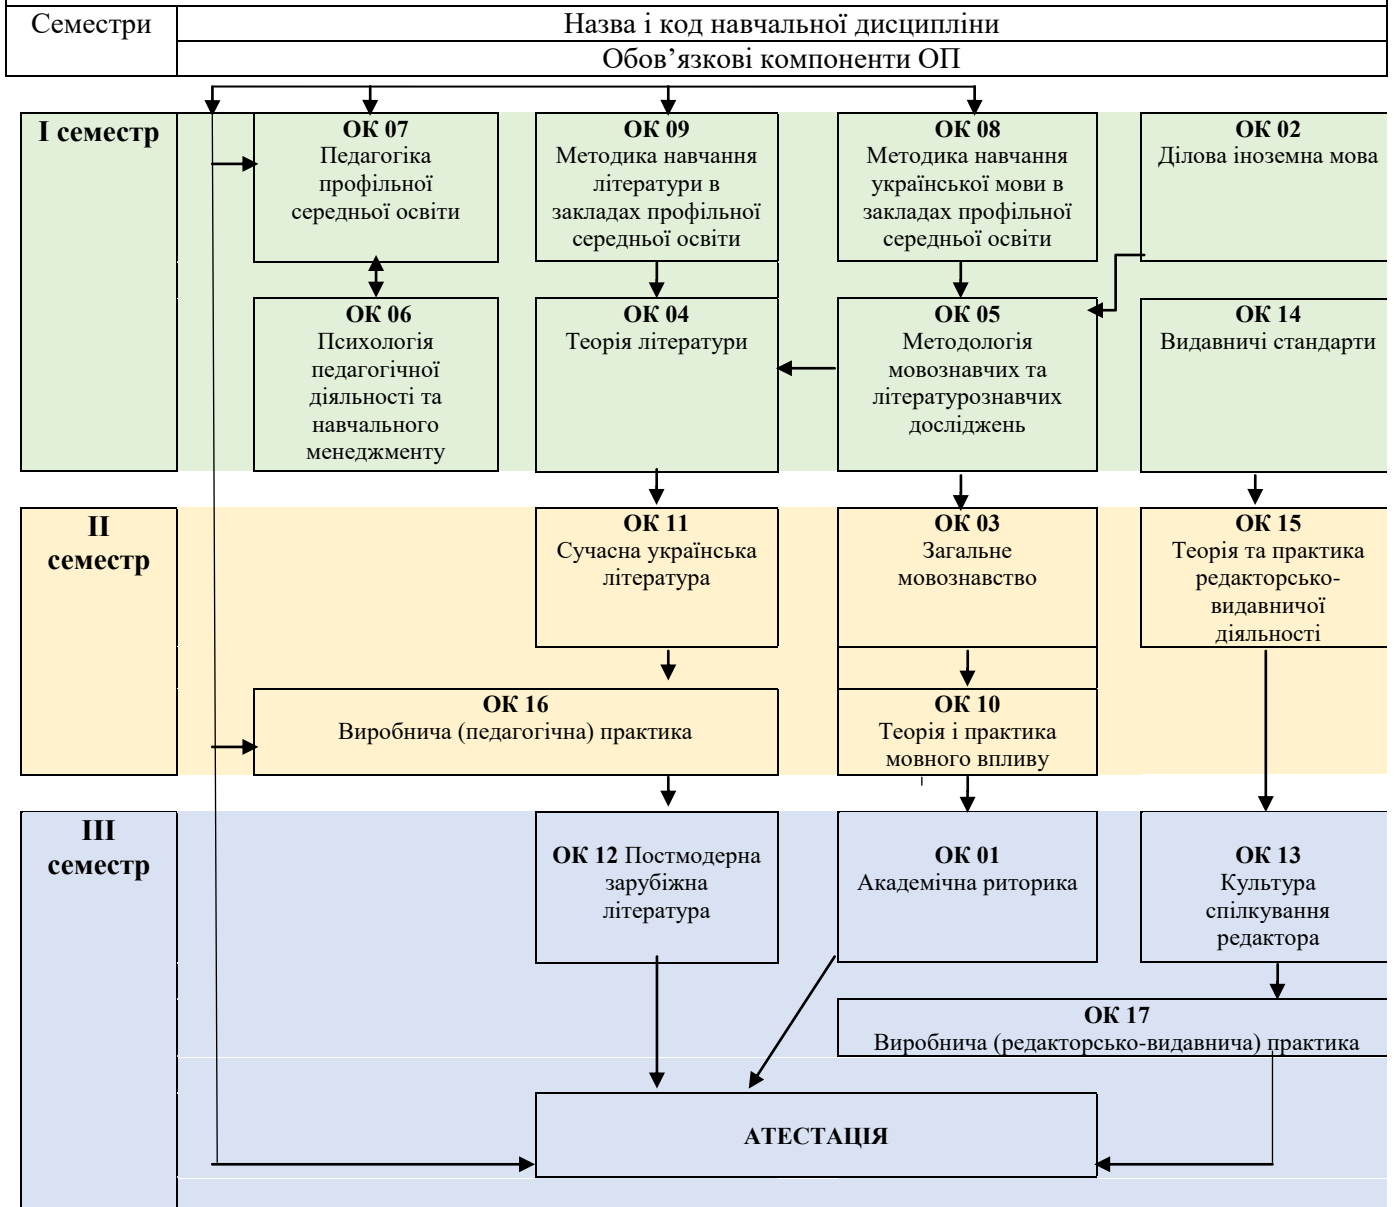 Семестри
Назва і код навчальної дисципліни
Обов’язкові компоненти ОП
І семестр
ОК 07
Педагогіка
профільної
середньої освіти
ОК 09
Методика навчання
літератури в
закладах профільної
середньої освіти
ОК 08
Методика навчання
української мови в
закладах профільної
середньої освіти
ОК 02
Ділова іноземна мова
ОК 06
Психологія
педагогічної
діяльності та
навчального
менеджменту
ОК 04
Теорія літератури
ОК 05
Методологія
мовознавчих та
літературознавчих
досліджень
ОК 14
Видавничі стандарти
ІІ
семестр
ОК 11
Сучасна українська
література
ОК 03
Загальне
мовознавство
ОК 15
Теорія та практика
редакторсько-
видавничої
діяльності
ОК 16
Виробнича (педагогічна) практика
ОК 10
Теорія і практика
мовного впливу
ІІІ
семестр
ОК 12 Постмодерна
зарубіжна
література
ОК 01
Академічна риторика
ОК 13
Культура
спілкування
редактора
ОК 17
Виробнича (редакторсько-видавнича) практика
АТЕСТАЦІЯ